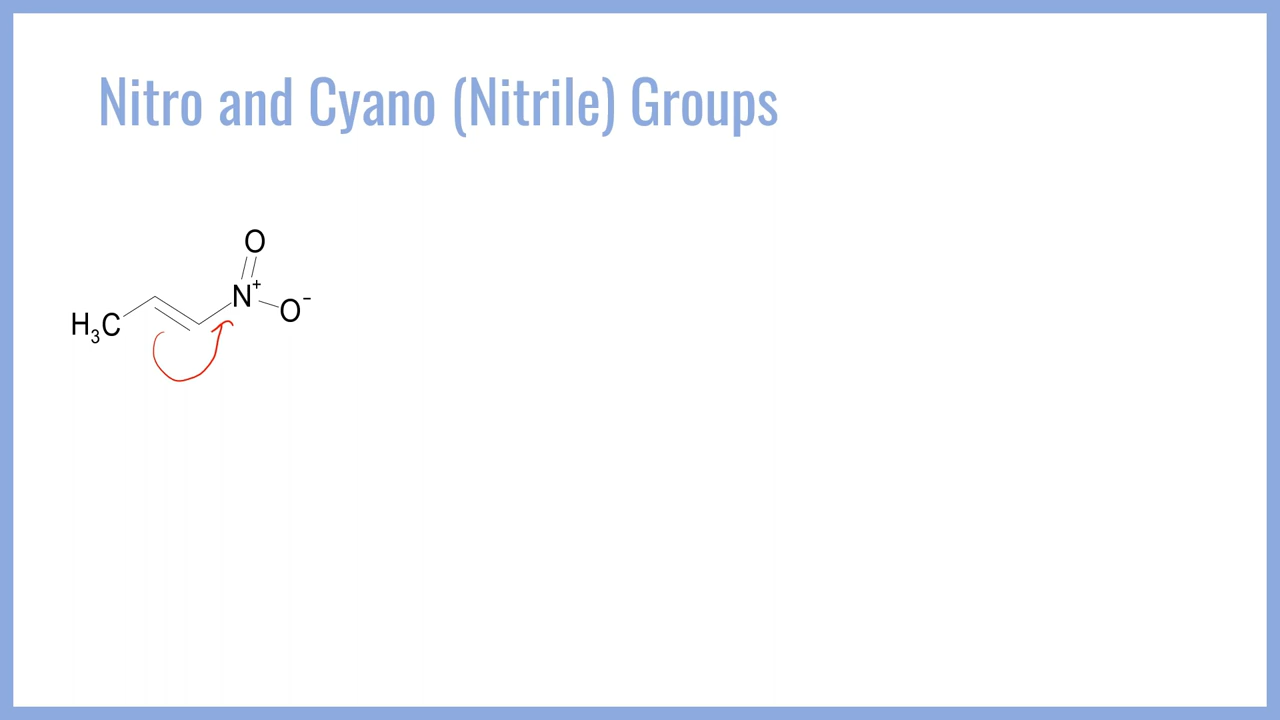 Nitro and Cyano (Nitrile) Groups
O
N+
O−
H3C